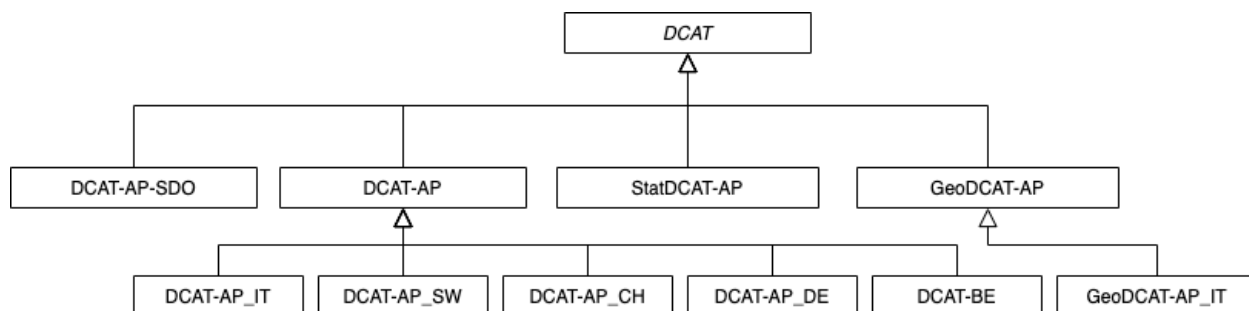 DCAT
DCAT-AP-SDO DCAT-AP StatDCAT-AP GeoDCAT-AP
DCAT-AP_IT DCAT-AP_SW DCAT-AP_CH DCAT-AP_DE DCAT-BE GeoDCAT-AP_IT